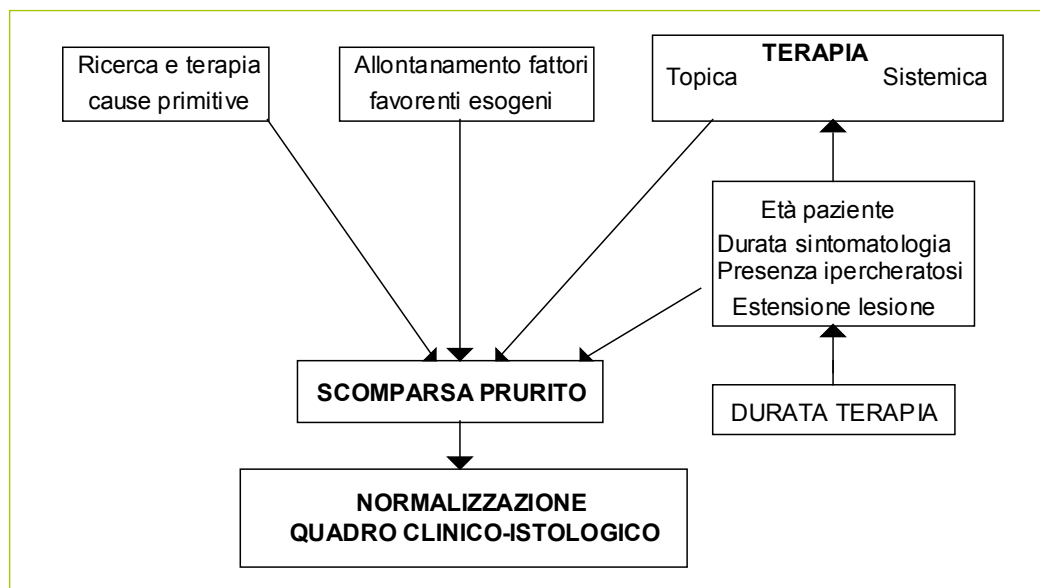 Ricerca e terapia
cause primitive
Allontanamento fattori
favorenti esogeni
TERAPIA
Topica Sistemica
Età paziente
Durata sintomatologia
Presenza ipercheratosi
Estensione lesione
SCOMPARSA PRURITO
DURATA TERAPIA
NORMALIZZAZIONE
QUADRO CLINICO-ISTOLOGICO